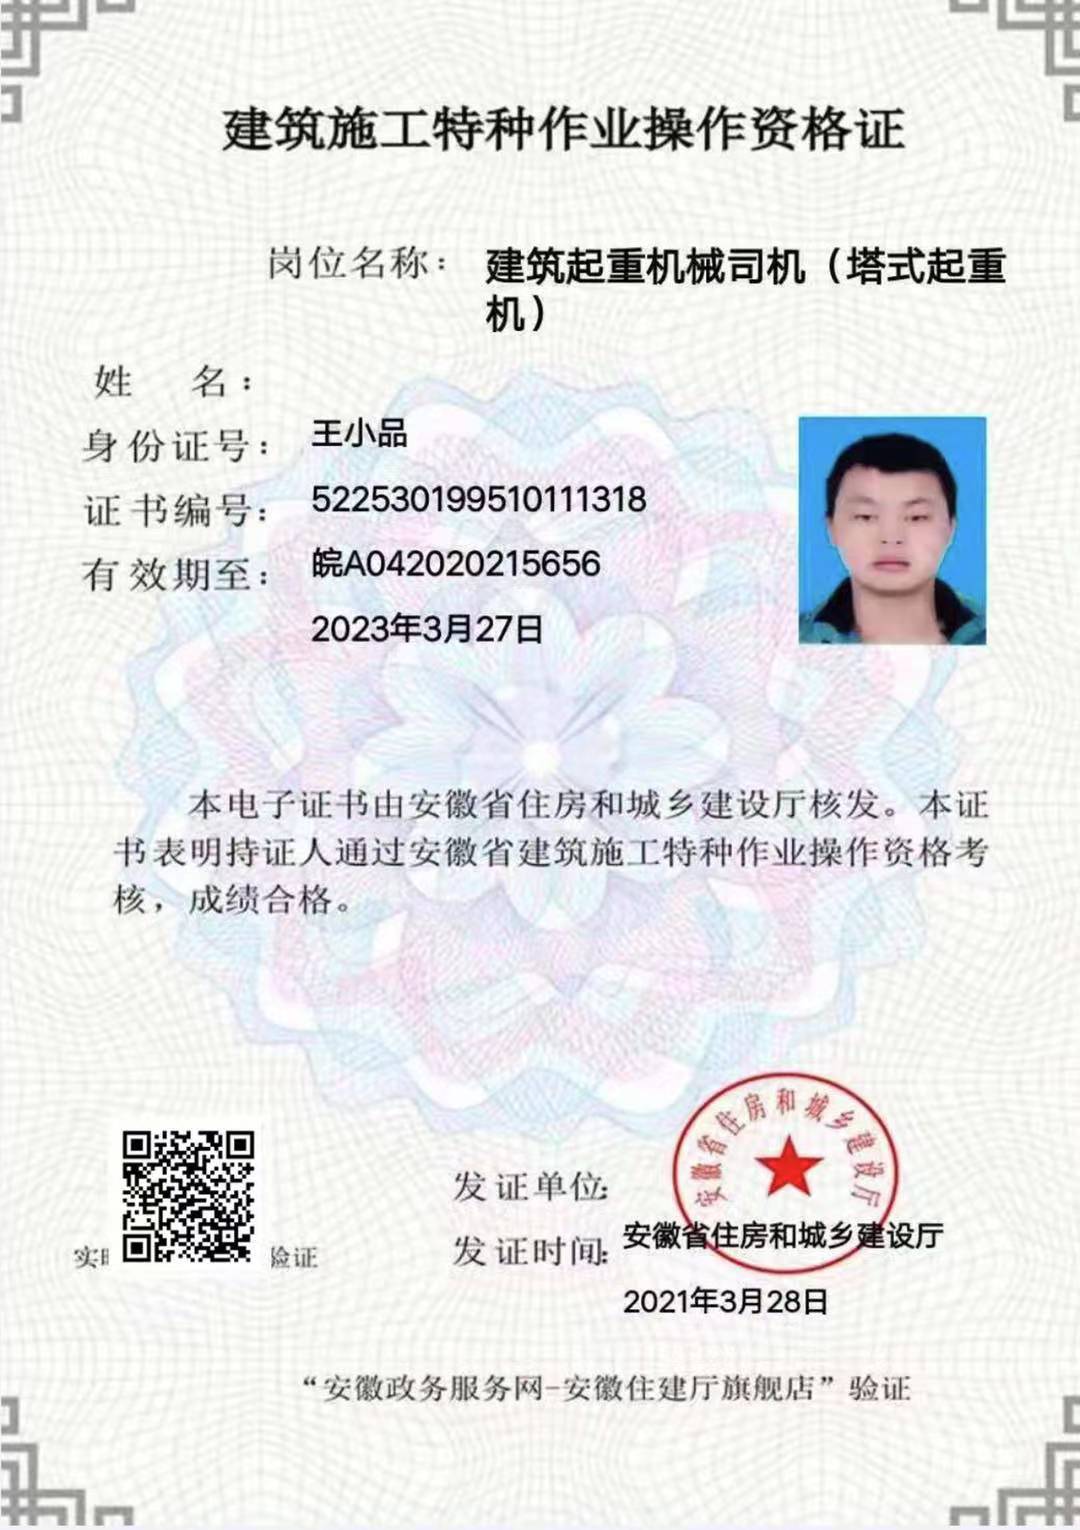 建筑施工特种作业操作资格证
岗位名称： 建筑起重机械司机（塔式起重
机）
姓 名：
王小品
身份证号：
522530199510111318
证书编号：
皖A042020215656
有效期至：
2023年3月27日
本电子证书由安徽省住房和城乡建设厅核发。本证
书表明持证人通过安徽省建筑施工特种作业操作资格考
核，成绩合格。
安徽省住房和城乡建设厅
发证单位：
安徽省住房和城乡建设厅
发证时间：
2021年3月28日
实 验证
“安徽政务服务网-安徽住建厅旗舰店”验证